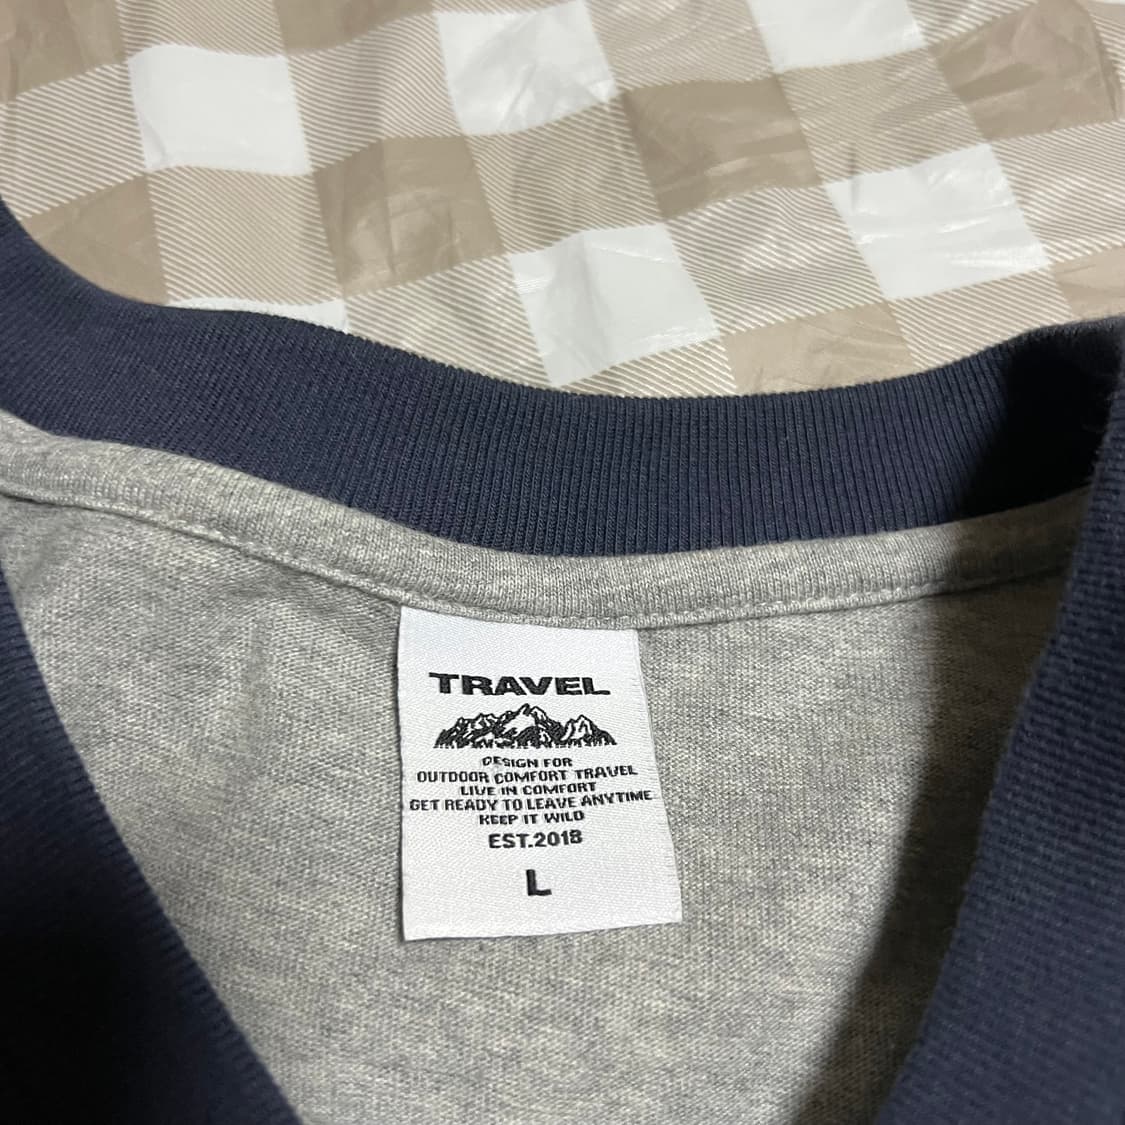 TRAVEL
DESIGN FOR
OUTDOOR COMFORT TRAVEL
LIVE IN COMFORT
GET READY TO LEAVE ANYTIME
KEEP IT WILD
EST.2018
L